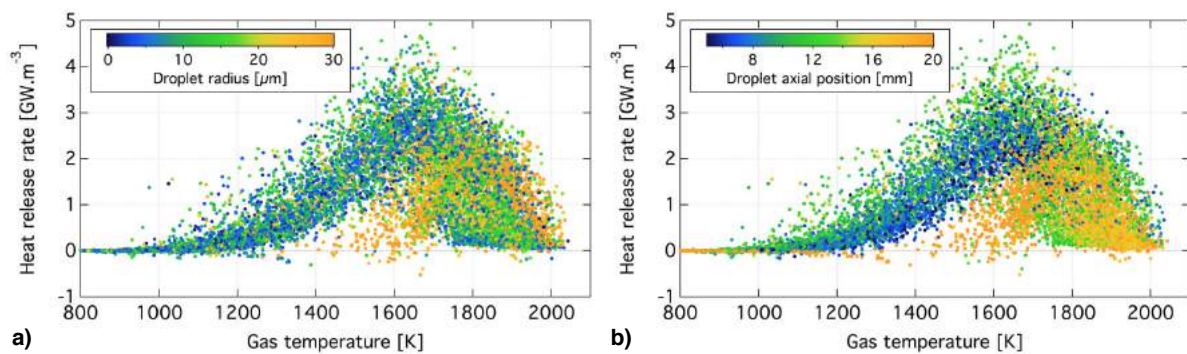 5
4
3
2
1
0
-1
Heat release rate [GW.m-3]
0 10 20 30
Droplet radius [μm]
800 1000 1200 1400 1600 1800 2000
Gas temperature [K]
a)
5
4
3
2
1
0
-1
Heat release rate [GW.m-3]
8 12 16 20
Droplet axial position [mm]
800 1000 1200 1400 1600 1800 2000
Gas temperature [K]
b)